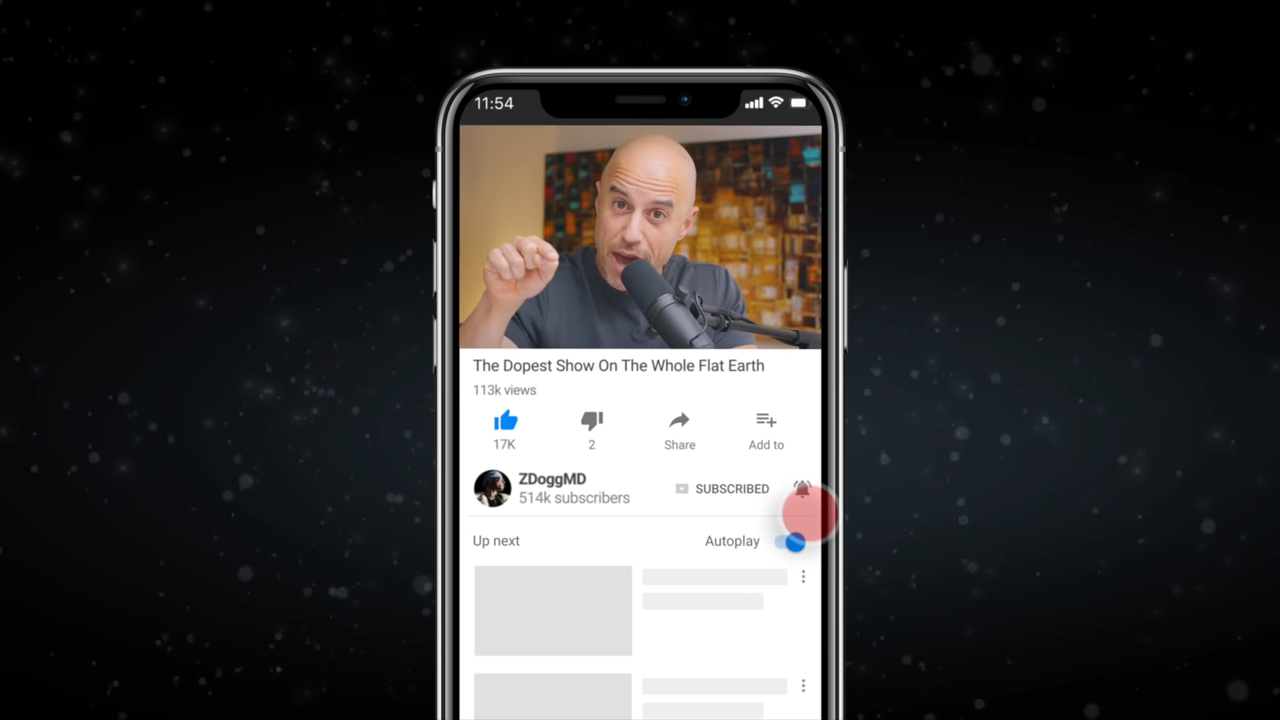 11:54
The Dopest Show On The Whole Flat Earth
113k views
17K
2
Share
Add to
ZDoggMD
SUBSCRIBED
514k subscribers
Up next
Autoplay